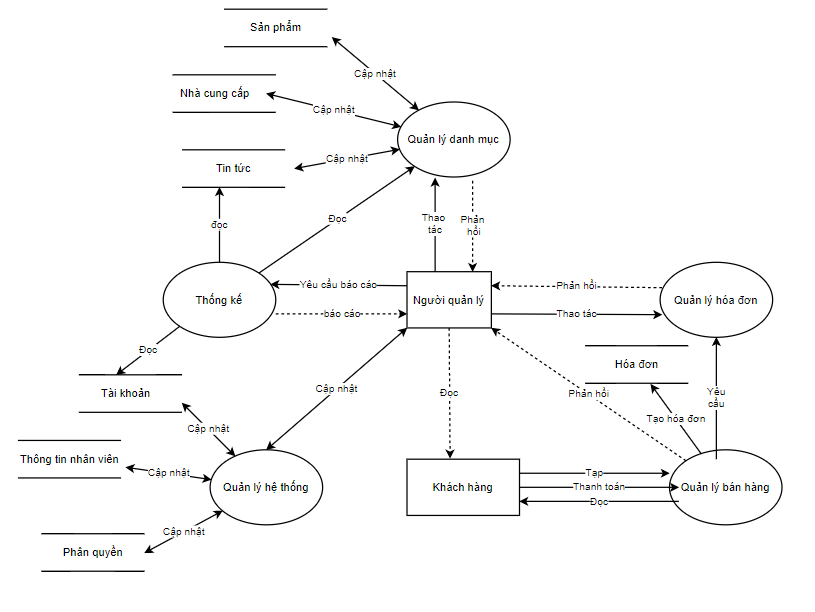 Sản phẩm
Cập nhật
Nhà cung cấp
Cập nhật
Quản lý danh mục
Cập nhật
Tin tức
Đọc
Thao
tác
Phản
hồi
đọc
Thống kế
Yêu cầu báo cáo
báo cáo
Người quản lý
Phản hồi
Thao tác
Quản lý hóa đơn
Đọc
Hóa đơn
Tài khoản
Cập nhật
Đọc
Phản hồi
Yêu
cầu
Tạo hóa đơn
Cập nhật
Thông tin nhân viên
Cập nhật
Quản lý hệ thống
Khách hàng
Tạp
Thanh toán
Đọc
Quản lý bán hàng
Cập nhật
Phân quyền